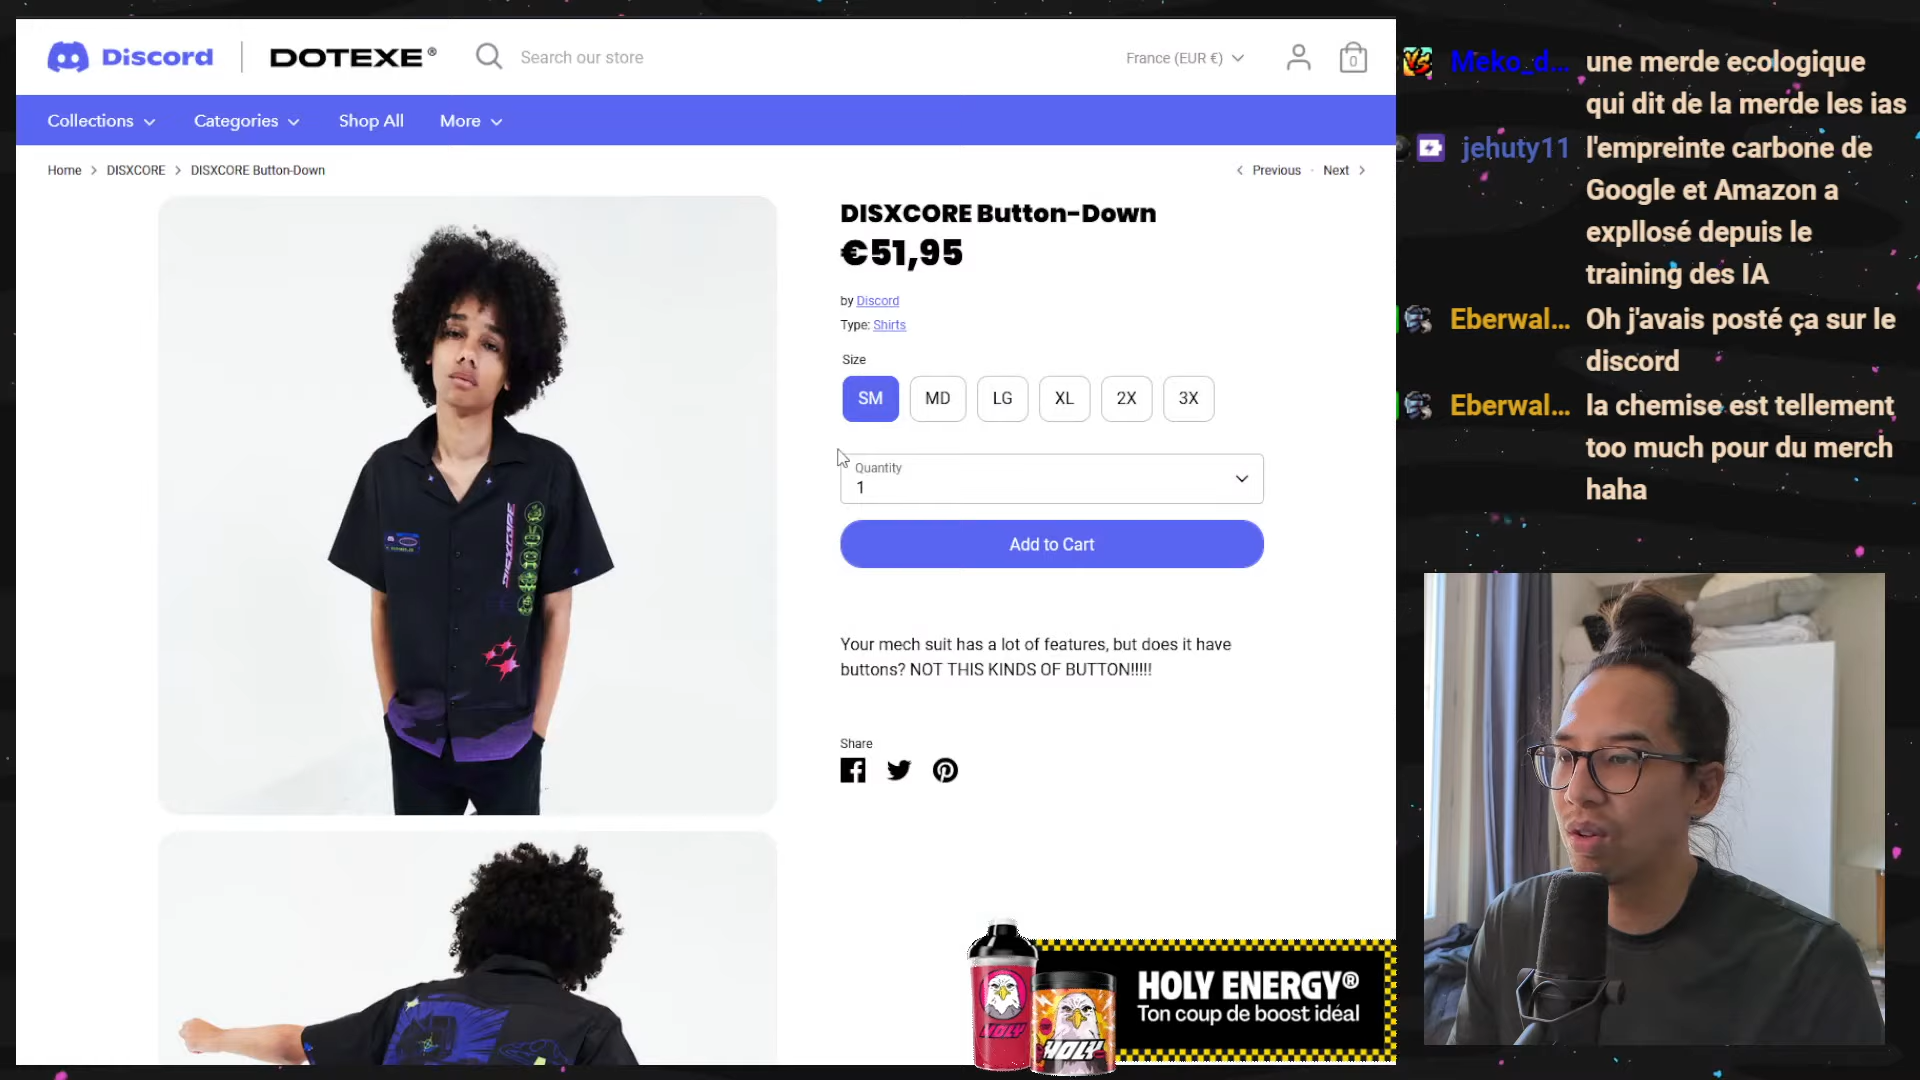 Discord
DOTEXE®
Search our store
France (EUR €)
0
Collections
Categories
Shop All
More
Home > DISXCORE > DISXCORE Button-Down
< Previous · Next >
DISXCORE Button-Down
€51,95
by Discord
Type: Shirts
Size
SM
MD
LG
XL
2X
3X
Quantity
1
Add to Cart
Your mech suit has a lot of features, but does it have
buttons? NOT THIS KINDS OF BUTTON!!!!!
Share
DISXCORE
HOLY
HOLY
HOLY ENERGY®
Ton coup de boost idéal
Meko_d... une merde ecologique
qui dit de la merde les ias
jehuty11 l'empreinte carbone de
Google et Amazon a
expllosé depuis le
training des IA
Eberwal... Oh j'avais posté ça sur le
discord
Eberwal... la chemise est tellement
too much pour du merch
haha